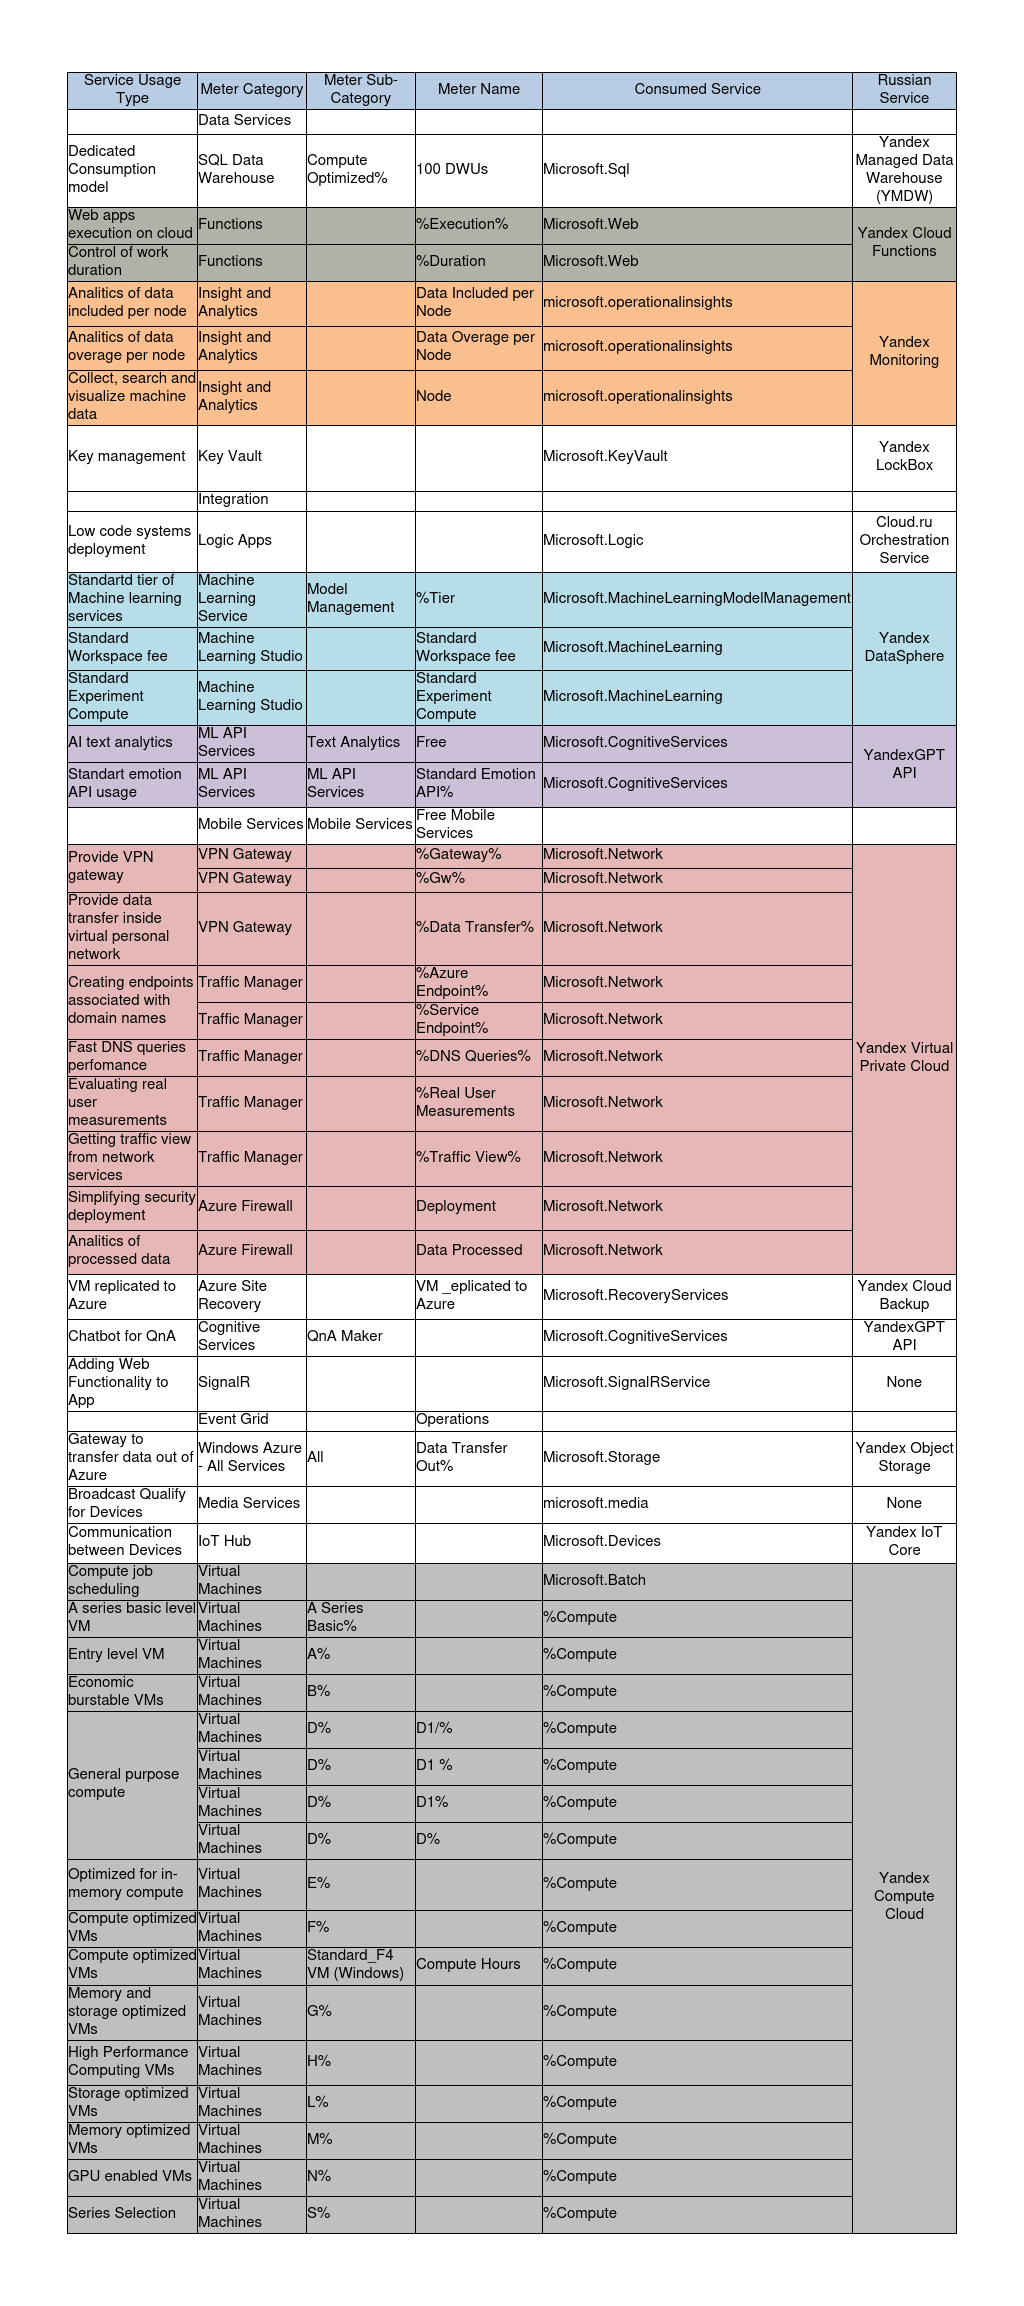 Service Usage
Type
Meter Category
Meter Sub-
Category
Meter Name
Consumed Service
Russian
Service
Data Services
Dedicated
Consumption
model
SQL Data
Warehouse
Compute
Optimized%
100 DWUs
Microsoft.Sql
Yandex
Managed Data
Warehouse
(YMDW)
Web apps
execution on cloud
Functions
%Execution%
Microsoft.Web
Yandex Cloud
Functions
Control of work
duration
Functions
%Duration
Microsoft.Web
Analitics of data
included per node
Insight and
Analytics
Data Included per
Node
microsoft.operationalinsights
Yandex
Monitoring
Analitics of data
overage per node
Insight and
Analytics
Data Overage per
Node
microsoft.operationalinsights
Collect, search and
visualize machine
data
Insight and
Analytics
Node
microsoft.operationalinsights
Key management
Key Vault
Microsoft.KeyVault
Yandex
LockBox
Integration
Low code systems
deployment
Logic Apps
Microsoft.Logic
Cloud.ru
Orchestration
Service
Standartd tier of
Machine learning
services
Machine
Learning
Service
Model
Management
%Tier
Microsoft.MachineLearningModelManagement
Yandex
DataSphere
Standard
Workspace fee
Machine
Learning Studio
Standard
Workspace fee
Microsoft.MachineLearning
Standard
Experiment
Compute
Machine
Learning Studio
Standard
Experiment
Compute
Microsoft.MachineLearning
AI text analytics
ML API
Services
Text Analytics
Free
Microsoft.CognitiveServices
YandexGPT
API
Standart emotion
API usage
ML API
Services
ML API
Services
Standard Emotion
API%
Microsoft.CognitiveServices
Mobile Services
Mobile Services
Free Mobile
Services
Provide VPN
gateway
VPN Gateway
%Gateway%
Microsoft.Network
Yandex Virtual
Private Cloud
VPN Gateway
%Gw%
Microsoft.Network
Provide data
transfer inside
virtual personal
network
VPN Gateway
%Data Transfer%
Microsoft.Network
Creating endpoints
associated with
domain names
Traffic Manager
%Azure
Endpoint%
Microsoft.Network
Traffic Manager
%Service
Endpoint%
Microsoft.Network
Fast DNS queries
perfomance
Traffic Manager
%DNS Queries%
Microsoft.Network
Evaluating real
user
measurements
Traffic Manager
%Real User
Measurements
Microsoft.Network
Getting traffic view
from network
services
Traffic Manager
%Traffic View%
Microsoft.Network
Simplifying security
deployment
Azure Firewall
Deployment
Microsoft.Network
Analitics of
processed data
Azure Firewall
Data Processed
Microsoft.Network
VM replicated to
Azure
Azure Site
Recovery
VM _eplicated to
Azure
Microsoft.RecoveryServices
Yandex Cloud
Backup
Chatbot for QnA
Cognitive
Services
QnA Maker
Microsoft.CognitiveServices
YandexGPT
API
Adding Web
Functionality to
App
SignalR
Microsoft.SignalRService
None
Event Grid
Operations
Gateway to
transfer data out of
Azure
Windows Azure
- All Services
All
Data Transfer
Out%
Microsoft.Storage
Yandex Object
Storage
Broadcast Qualify
for Devices
Media Services
microsoft.media
None
Communication
between Devices
IoT Hub
Microsoft.Devices
Yandex IoT
Core
Compute job
scheduling
Virtual
Machines
Microsoft.Batch
Yandex
Compute
Cloud
A series basic level
VM
Virtual
Machines
A Series
Basic%
%Compute
Entry level VM
Virtual
Machines
A%
%Compute
Economic
burstable VMs
Virtual
Machines
B%
%Compute
General purpose
compute
Virtual
Machines
D%
D1/%
%Compute
Virtual
Machines
D%
D1 %
%Compute
Virtual
Machines
D%
D1%
%Compute
Virtual
Machines
D%
D%
%Compute
Optimized for in-
memory compute
Virtual
Machines
E%
%Compute
Compute optimized
VMs
Virtual
Machines
F%
%Compute
Compute optimized
VMs
Virtual
Machines
Standard_F4
VM (Windows)
Compute Hours
%Compute
Memory and
storage optimized
VMs
Virtual
Machines
G%
%Compute
High Performance
Computing VMs
Virtual
Machines
H%
%Compute
Storage optimized
VMs
Virtual
Machines
L%
%Compute
Memory optimized
VMs
Virtual
Machines
M%
%Compute
GPU enabled VMs
Virtual
Machines
N%
%Compute
Series Selection
Virtual
Machines
S%
%Compute